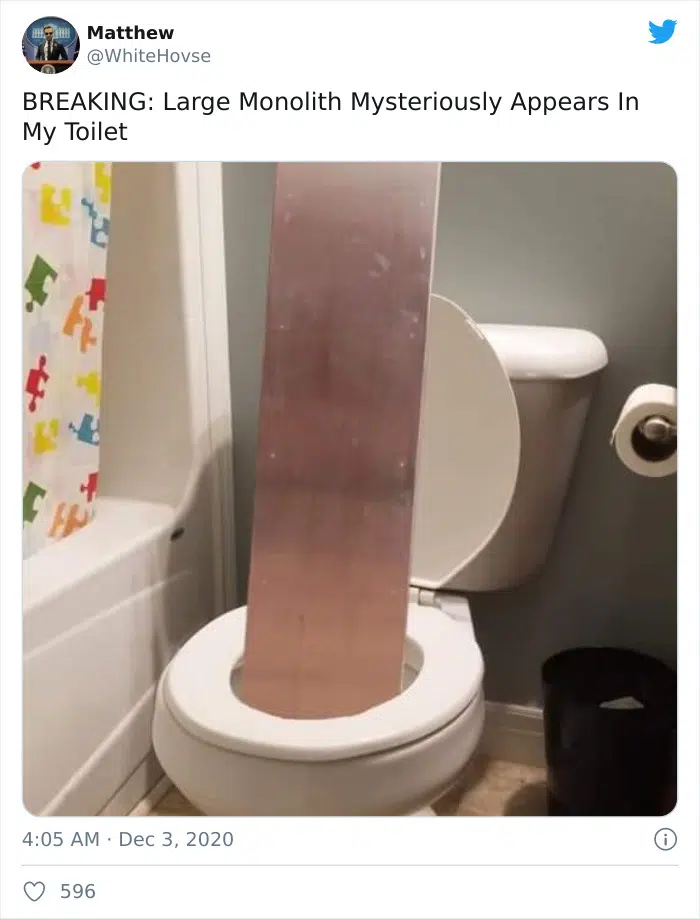 Matthew
@WhiteHovse
BREAKING: Large Monolith Mysteriously Appears In
My Toilet
4:05 AM · Dec 3, 2020
596